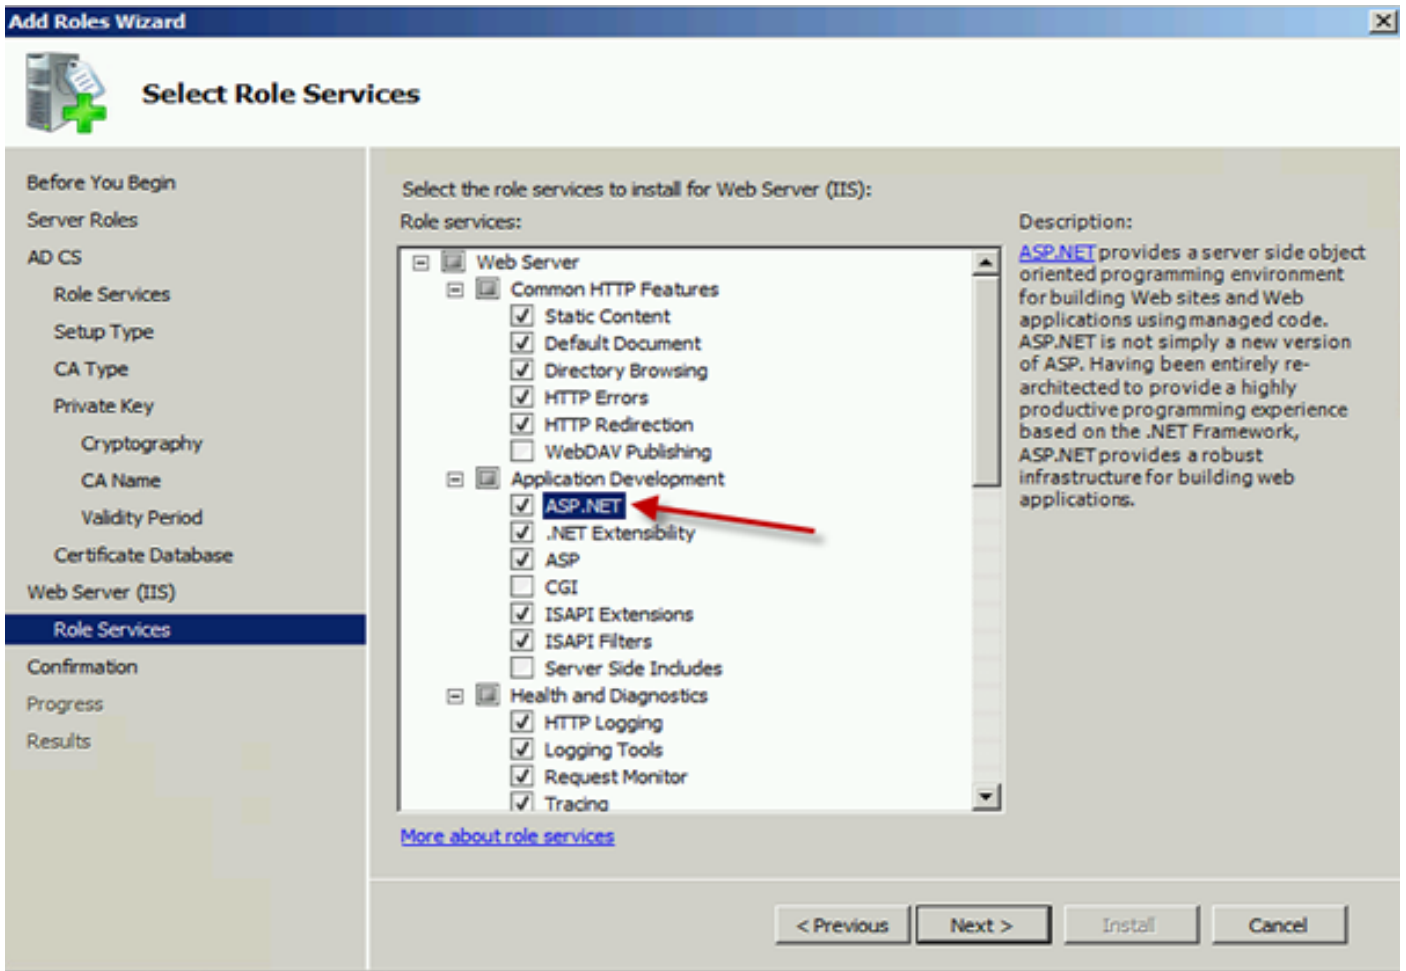 Add Roles Wizard
Select Role Services
Before You Begin
Server Roles
AD CS
Role Services
Setup Type
CA Type
Private Key
Cryptography
CA Name
Validity Period
Certificate Database
Web Server (IIS)
Role Services
Confirmation
Progress
Results
Select the role services to install for Web Server (IIS):
Role services:
Web Server
Common HTTP Features
Static Content
Default Document
Directory Browsing
HTTP Errors
HTTP Redirection
WebDAV Publishing
Application Development
ASP.NET
.NET Extensibility
ASP
CGI
ISAPI Extensions
ISAPI Filters
Server Side Includes
Health and Diagnostics
HTTP Logging
Logging Tools
Request Monitor
Tracing
More about role services
Description:
ASP.NET provides a server side object
oriented programming environment
for building Web sites and Web
applications using managed code.
ASP.NET is not simply a new version
of ASP. Having been entirely re-
architected to provide a highly
productive programming experience
based on the .NET Framework,
ASP.NET provides a robust
infrastructure for building web
applications.
< Previous
Next >
Install
Cancel